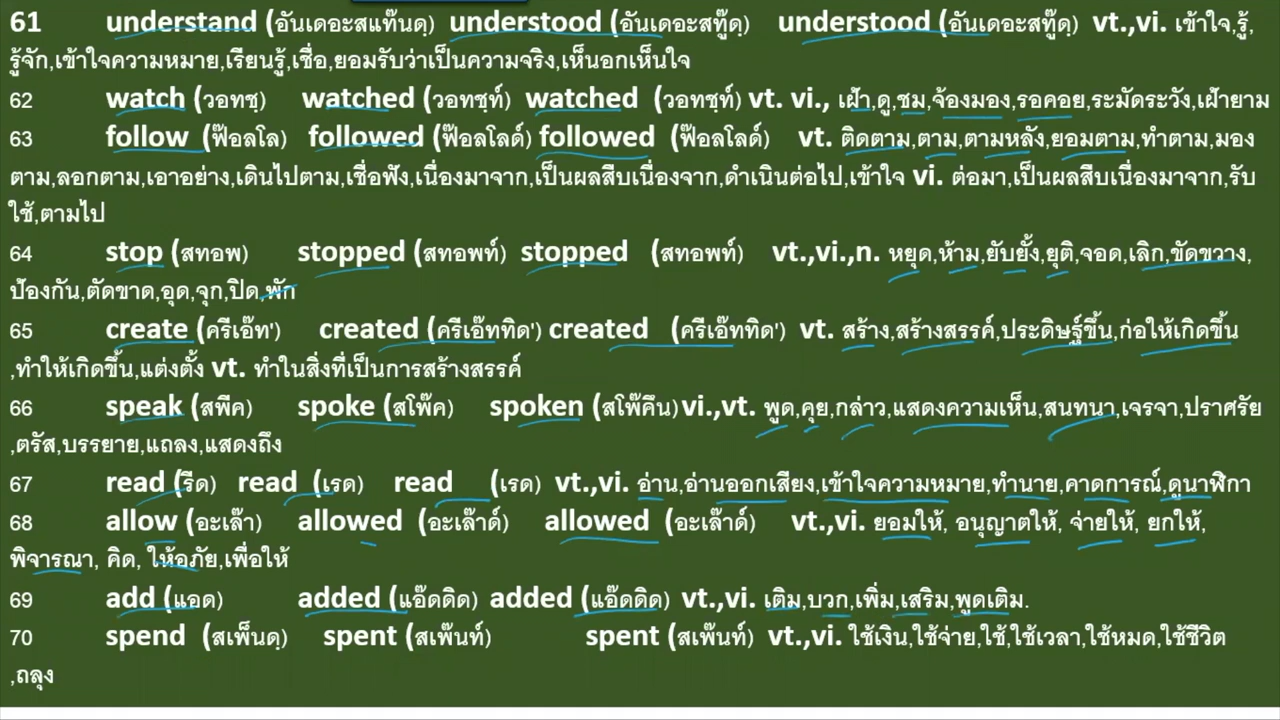 61 understand (อันเดอะสแท๊นดฺ) understood (อันเดอะสทู๊ดฺ) understood (อันเดอะสทู๊ดฺ) vt.,vi. เข้าใจ,รู้,
รู้จัก,เข้าใจความหมาย,เรียนรู้,เชื่อ,ยอมรับว่าเป็นความจริง,เห็นอกเห็นใจ
62 watch (วอทชฺ) watched (วอทชฺท์) watched (วอทชฺท์) vt. vi., เฝ้า,ดู,ชม,จ้องมอง,รอคอย,ระมัดระวัง,เฝ้ายาม
63 follow (ฟ๊อลโล) followed (ฟ๊อลโลด์) followed (ฟ๊อลโลด์) vt. ติดตาม,ตาม,ตามหลัง,ยอมตาม,ทำตาม,มอง
ตาม,ลอกตาม,เอาอย่าง,เดินไปตาม,เชื่อฟัง,เนื่องมาจาก,เป็นผลสืบเนื่องจาก,ดำเนินต่อไป,เข้าใจ vi. ต่อมา,เป็นผลสืบเนื่องมาจาก,รับ
ใช้,ตามไป
64 stop (สทอพ) stopped (สทอพท์) stopped (สทอพท์) vt.,vi.,n. หยุด,ห้าม,ยับยั้ง,ยุติ,จอด,เลิก,ขัดขวาง,
ป้องกัน,ตัดขาด,อุด,จุก,ปิด,พัก
65 create (ครีเอ๊ท') created (ครีเอ๊ททิด') created (ครีเอ๊ททิด') vt. สร้าง,สร้างสรรค์,ประดิษฐ์ขึ้น,ก่อให้เกิดขึ้น
,ทำให้เกิดขึ้น,แต่งตั้ง vt. ทำในสิ่งที่เป็นการสร้างสรรค์
66 speak (สพีค) spoke (สโพ๊ค) spoken (สโพ๊คึน)vi.,vt. พูด,คุย,กล่าว,แสดงความเห็น,สนทนา,เจรจา,ปราศรัย
,ตรัส,บรรยาย,แถลง,แสดงถึง
67 read (รีด) read (เรด) read (เรด) vt.,vi. อ่าน,อ่านออกเสียง,เข้าใจความหมาย,ทำนาย,คาดการณ์,ดูนาฬิกา
68 allow (อะเล๊า) allowed (อะเล๊าด์) allowed (อะเล๊าด์) vt.,vi. ยอมให้, อนุญาตให้, จ่ายให้, ยกให้,
พิจารณา, คิด, ให้อภัย,เพื่อให้
69 add (แอด) added (แอ๊ดดิด) added (แอ๊ดดิด) vt.,vi. เติม,บวก,เพิ่ม,เสริม,พูดเติม.
70 spend (สเพ็นดฺ) spent (สเพ๊นท์) spent (สเพ๊นท์) vt.,vi. ใช้เงิน,ใช้จ่าย,ใช้,ใช้เวลา,ใช้หมด,ใช้ชีวิต
,ถลุง